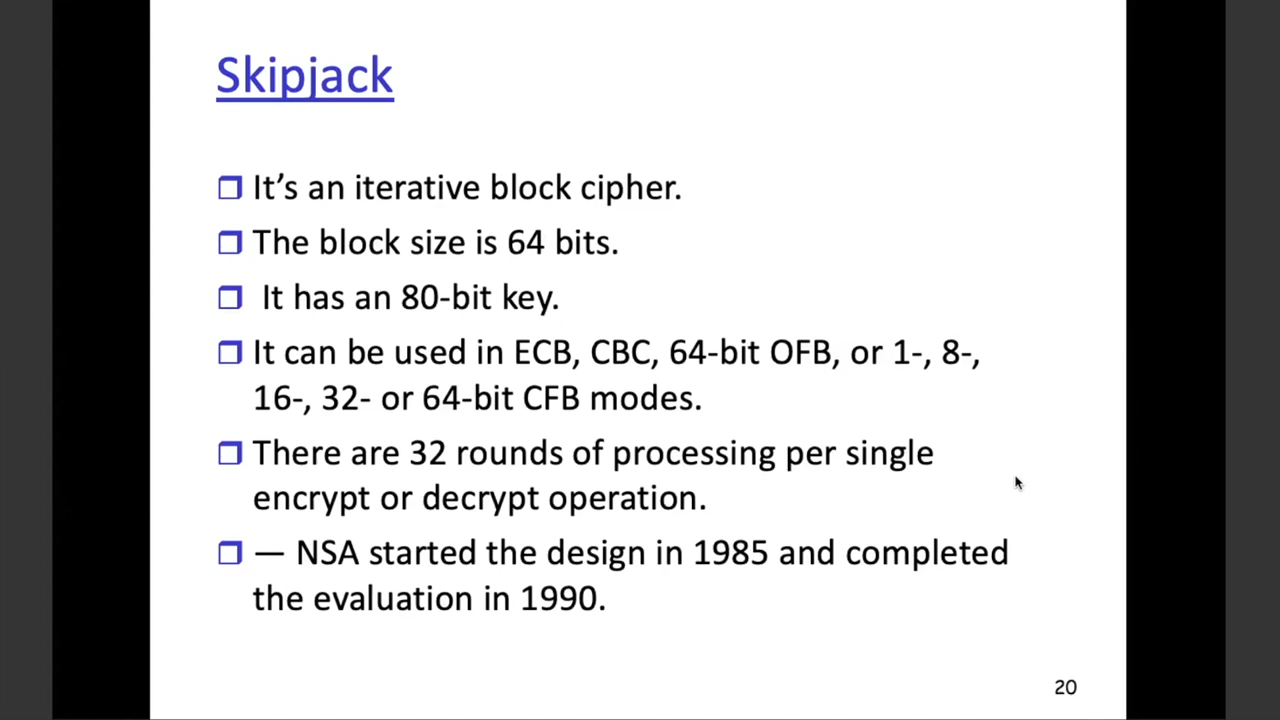 Skipjack
It’s an iterative block cipher.
The block size is 64 bits.
It has an 80-bit key.
It can be used in ECB, CBC, 64-bit OFB, or 1-, 8-,
16-, 32- or 64-bit CFB modes.
There are 32 rounds of processing per single
encrypt or decrypt operation.
— NSA started the design in 1985 and completed
the evaluation in 1990.
20